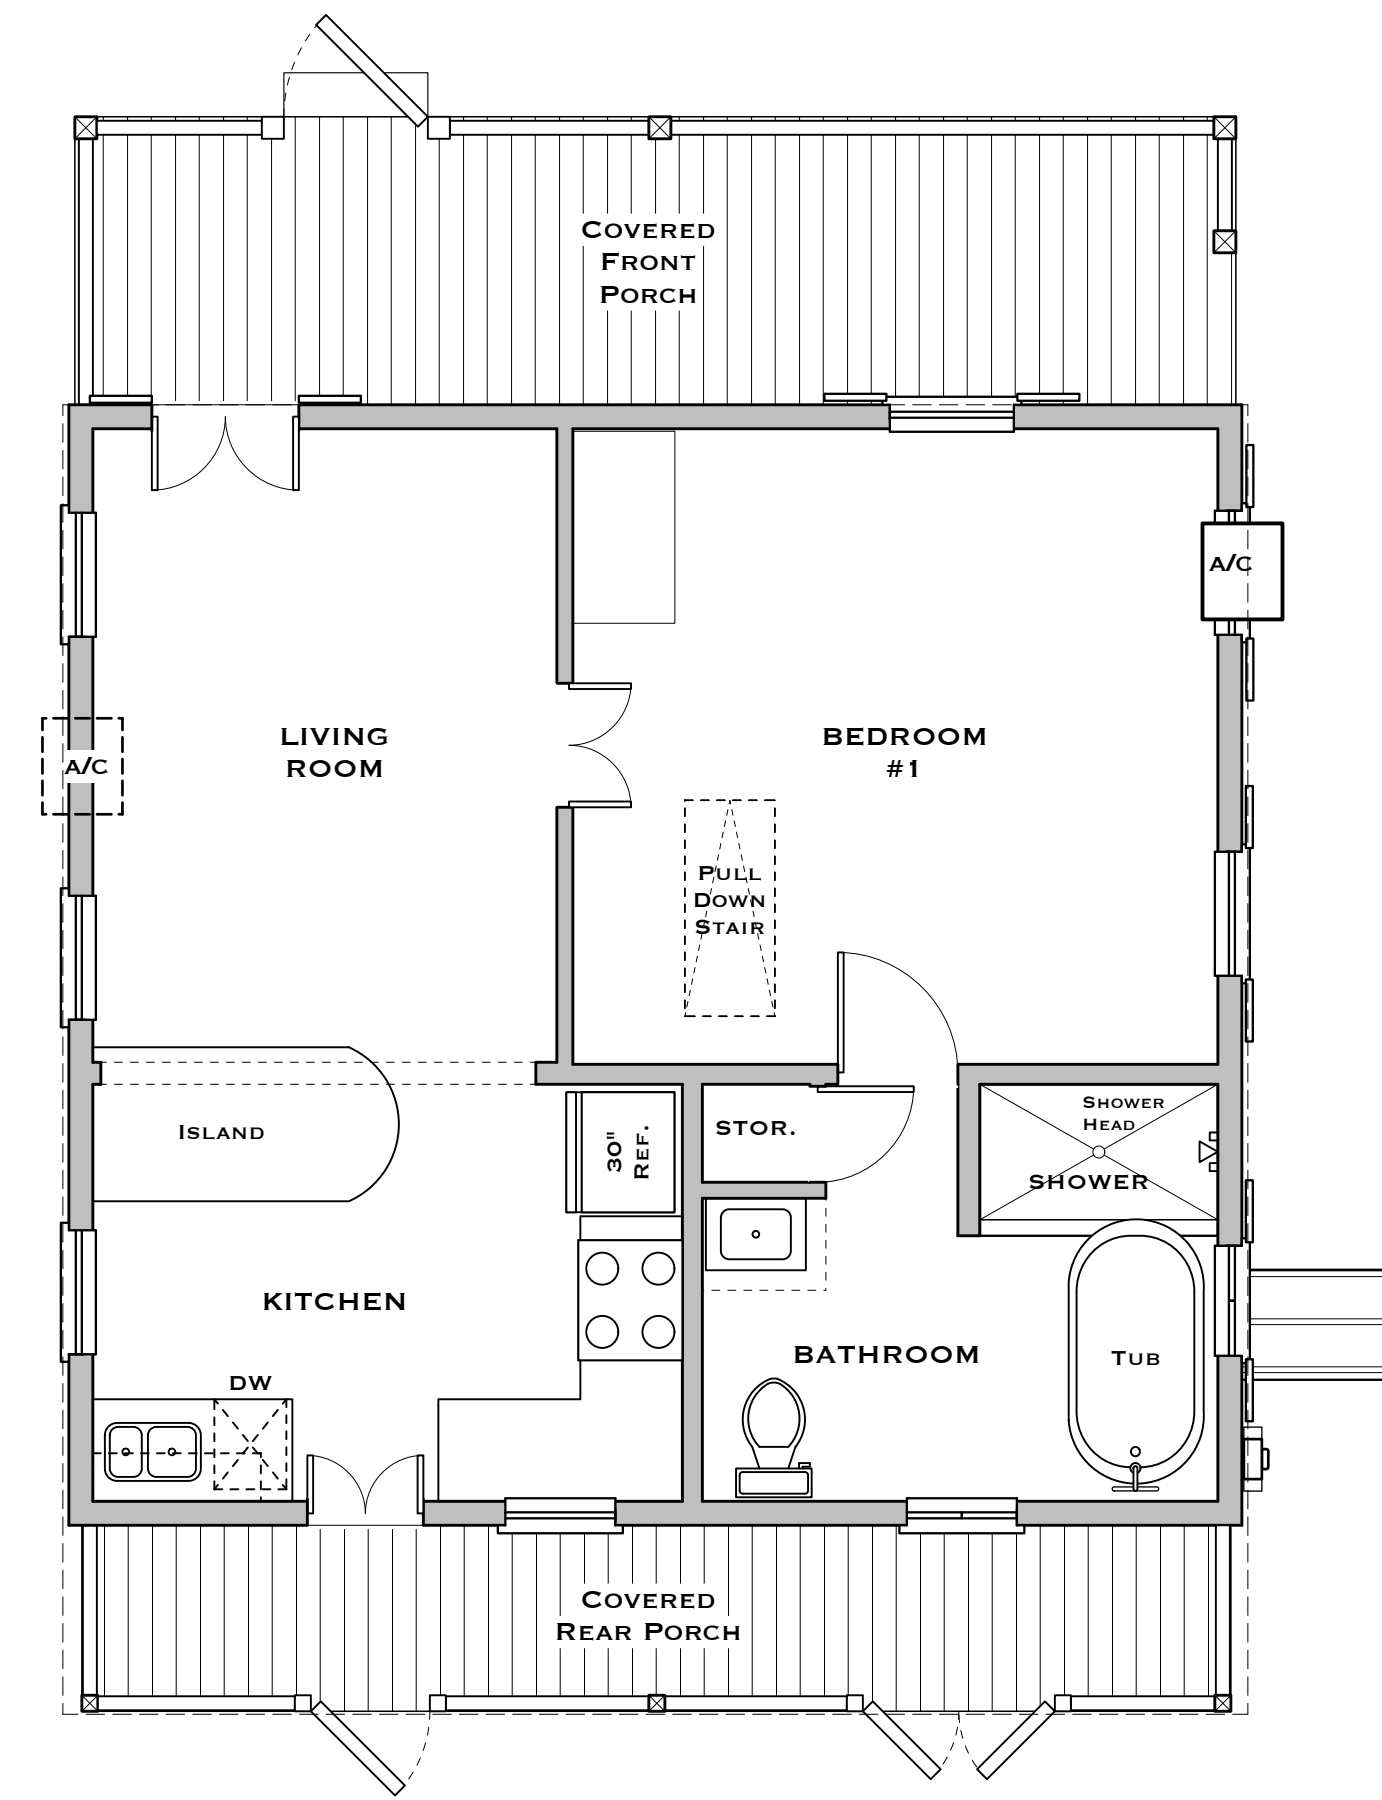 COVERED
FRONT
PORCH
A/C
LIVING
ROOM
BEDROOM
#1
A/C
PULL
DOWN
STAIR
SHOWER
HEAD
ISLAND
30"
REF.
STOR.
SHOWER
KITCHEN
BATHROOM
TUB
DW
COVERED
REAR PORCH